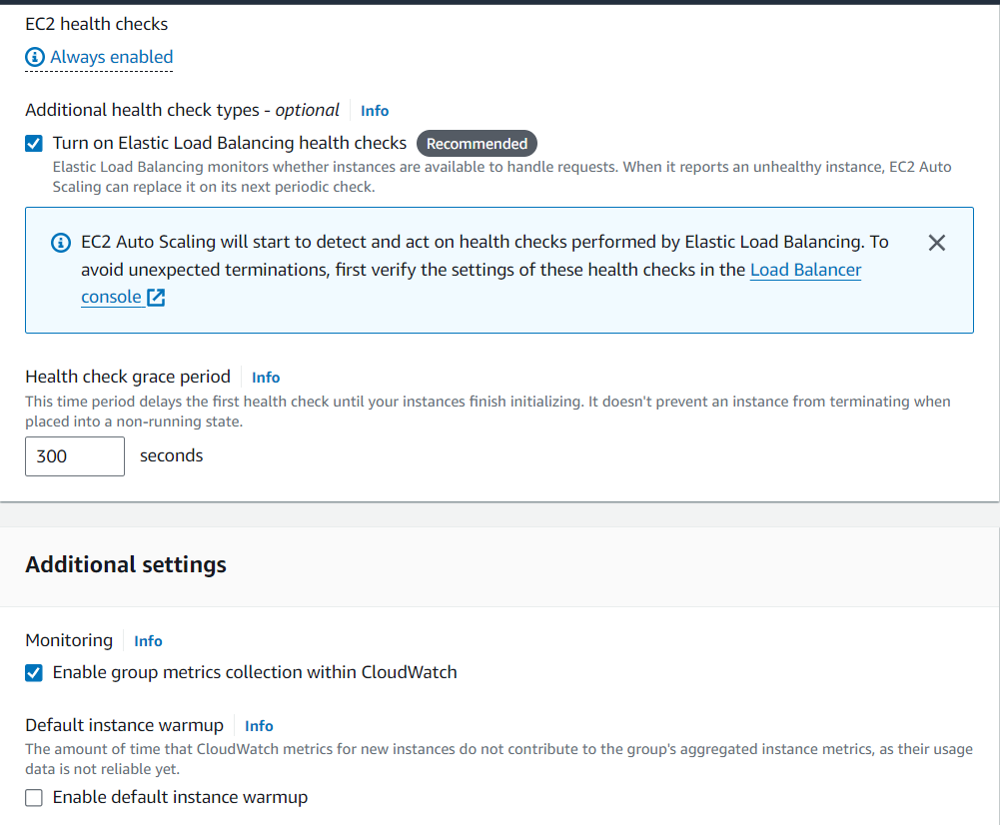 EC2 health checks
Always enabled
Additional health check types - optional Info
Turn on Elastic Load Balancing health checks Recommended
Elastic Load Balancing monitors whether instances are available to handle requests. When it reports an unhealthy instance, EC2 Auto
Scaling can replace it on its next periodic check.
EC2 Auto Scaling will start to detect and act on health checks performed by Elastic Load Balancing. To
avoid unexpected terminations, first verify the settings of these health checks in the Load Balancer
console
Health check grace period Info
This time period delays the first health check until your instances finish initializing. It doesn't prevent an instance from terminating when
placed into a non-running state.
300 seconds
Additional settings
Monitoring Info
Enable group metrics collection within CloudWatch
Default instance warmup Info
The amount of time that CloudWatch metrics for new instances do not contribute to the group's aggregated instance metrics, as their usage
data is not reliable yet.
Enable default instance warmup